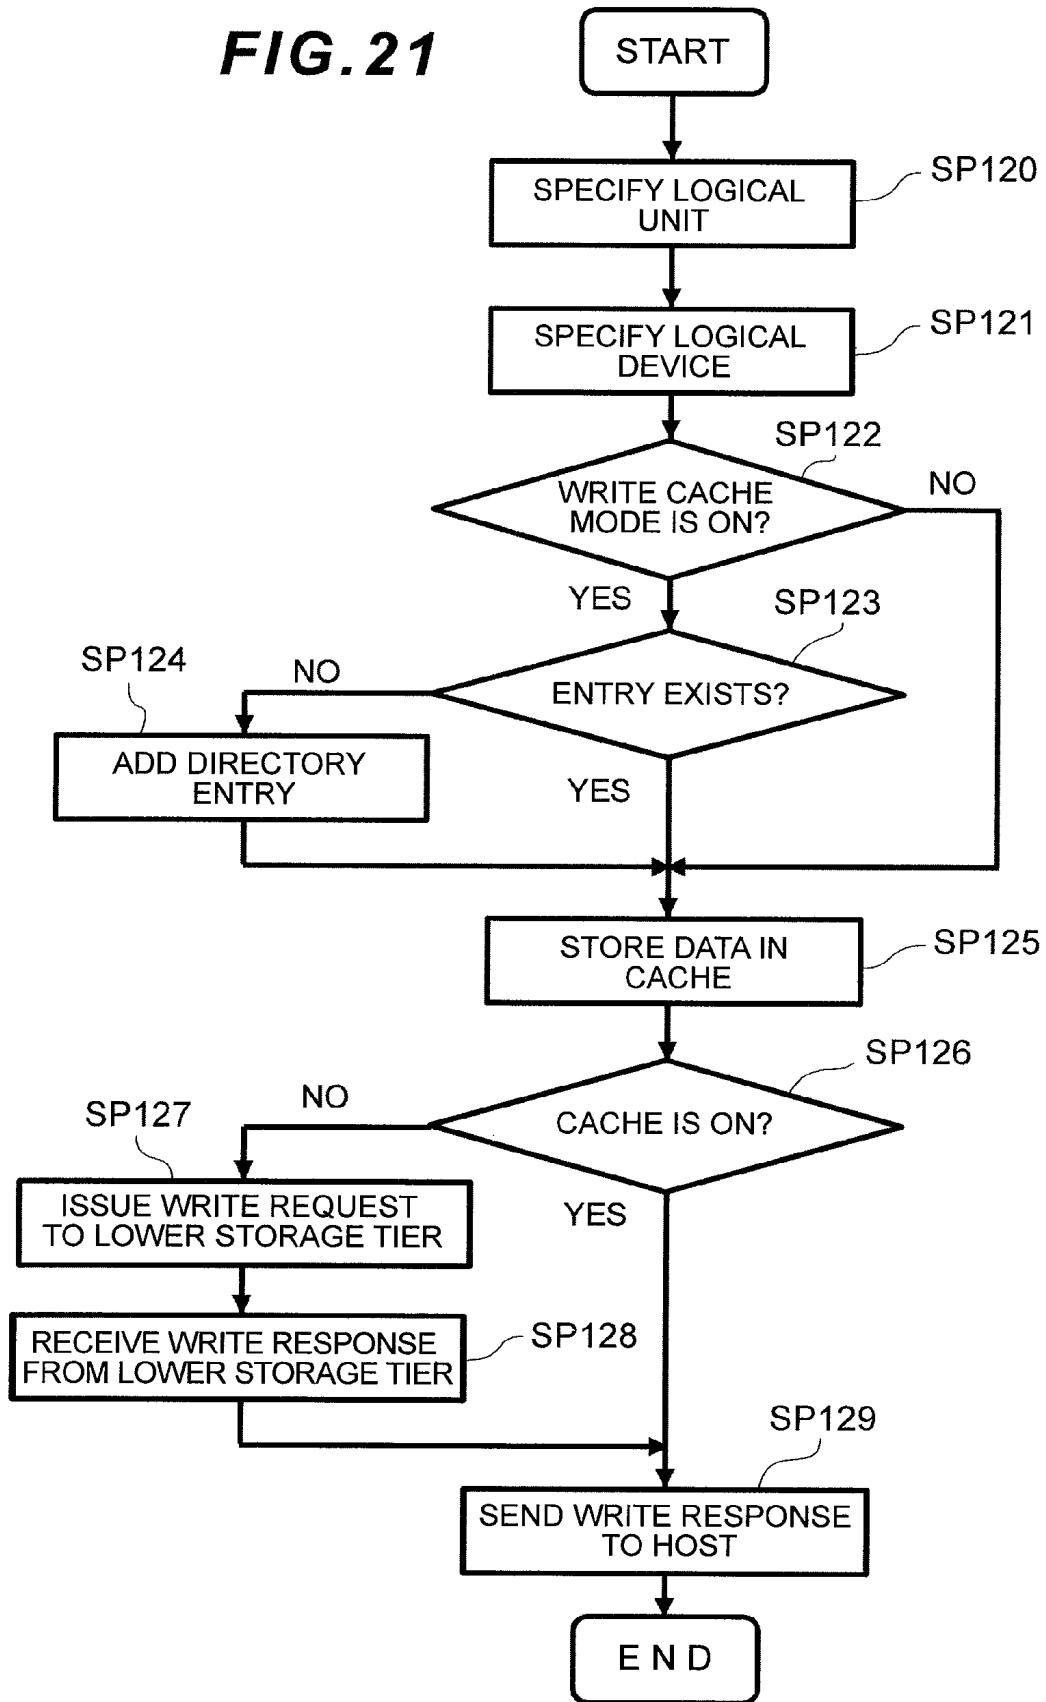 FIG.21
START
SPECIFY LOGICAL
UNIT
SP120
SPECIFY LOGICAL
DEVICE
SP121
SP122
WRITE CACHE
MODE IS ON?
NO
YES
SP123
ENTRY EXISTS?
NO
SP124
ADD DIRECTORY
ENTRY
YES
STORE DATA IN
CACHE
SP125
SP126
CACHE IS ON?
NO
SP127
ISSUE WRITE REQUEST
TO LOWER STORAGE TIER
YES
RECEIVE WRITE RESPONSE
FROM LOWER STORAGE TIER
SP128
SP129
SEND WRITE RESPONSE
TO HOST
END